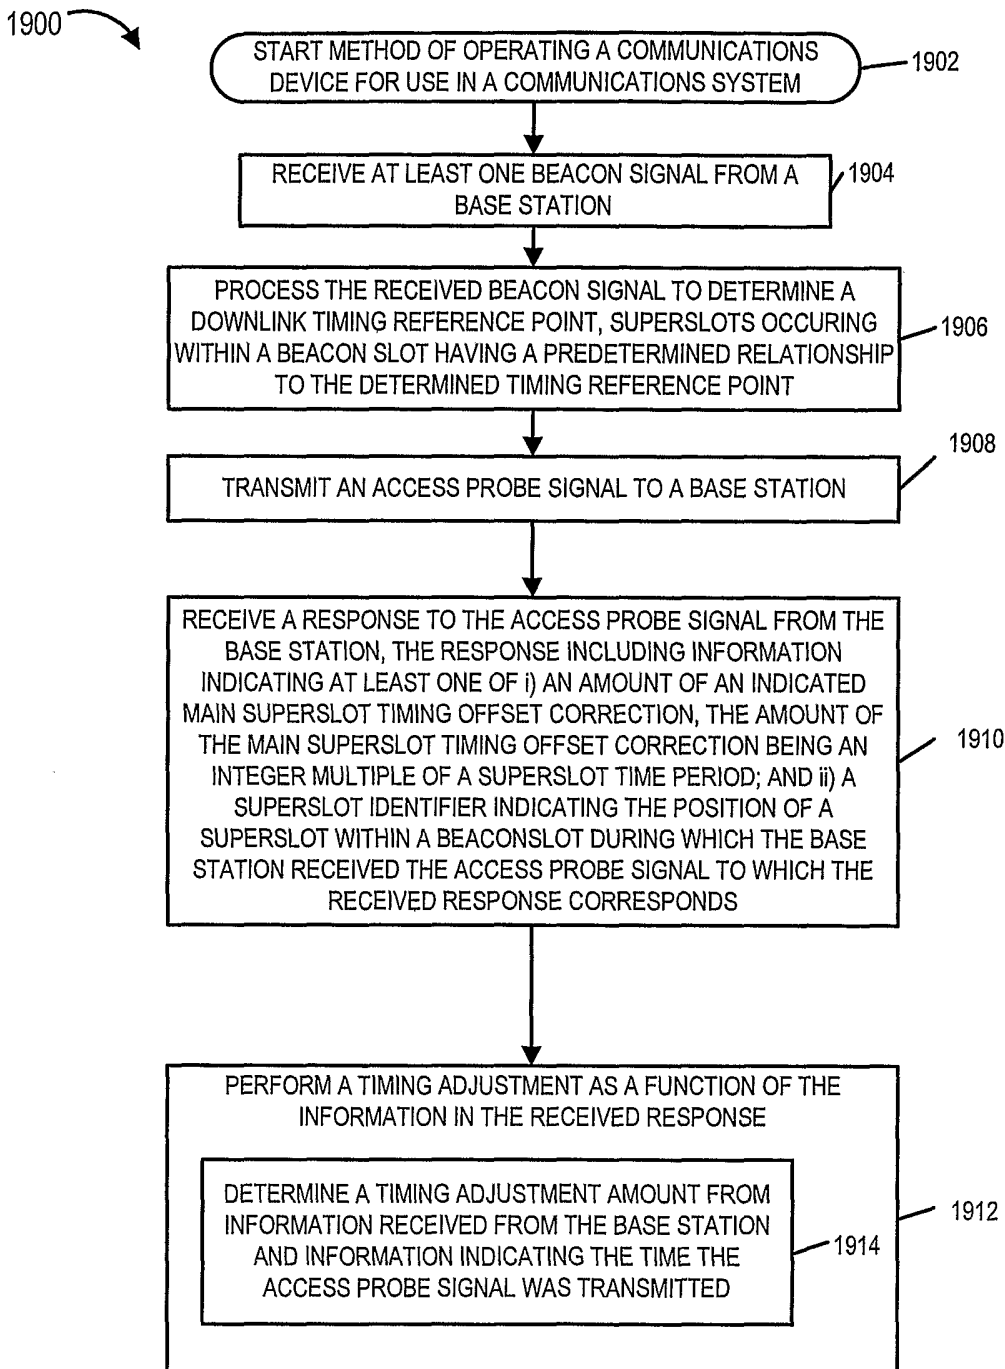 1900
START METHOD OF OPERATING A COMMUNICATIONS
DEVICE FOR USE IN A COMMUNICATIONS SYSTEM
1902
RECEIVE AT LEAST ONE BEACON SIGNAL FROM A
BASE STATION
1904
PROCESS THE RECEIVED BEACON SIGNAL TO DETERMINE A
DOWNLINK TIMING REFERENCE POINT, SUPERSLOTS OCCURING
WITHIN A BEACON SLOT HAVING A PREDETERMINED RELATIONSHIP
TO THE DETERMINED TIMING REFERENCE POINT
1906
TRANSMIT AN ACCESS PROBE SIGNAL TO A BASE STATION
1908
RECEIVE A RESPONSE TO THE ACCESS PROBE SIGNAL FROM THE
BASE STATION, THE RESPONSE INCLUDING INFORMATION
INDICATING AT LEAST ONE OF i) AN AMOUNT OF AN INDICATED
MAIN SUPERSLOT TIMING OFFSET CORRECTION, THE AMOUNT OF
THE MAIN SUPERSLOT TIMING OFFSET CORRECTION BEING AN
INTEGER MULTIPLE OF A SUPERSLOT TIME PERIOD; AND ii) A
SUPERSLOT IDENTIFIER INDICATING THE POSITION OF A
SUPERSLOT WITHIN A BEACONSLOT DURING WHICH THE BASE
STATION RECEIVED THE ACCESS PROBE SIGNAL TO WHICH THE
RECEIVED RESPONSE CORRESPONDS
1910
PERFORM A TIMING ADJUSTMENT AS A FUNCTION OF THE
INFORMATION IN THE RECEIVED RESPONSE
DETERMINE A TIMING ADJUSTMENT AMOUNT FROM
INFORMATION RECEIVED FROM THE BASE STATION
AND INFORMATION INDICATING THE TIME THE
ACCESS PROBE SIGNAL WAS TRANSMITTED
1914
1912